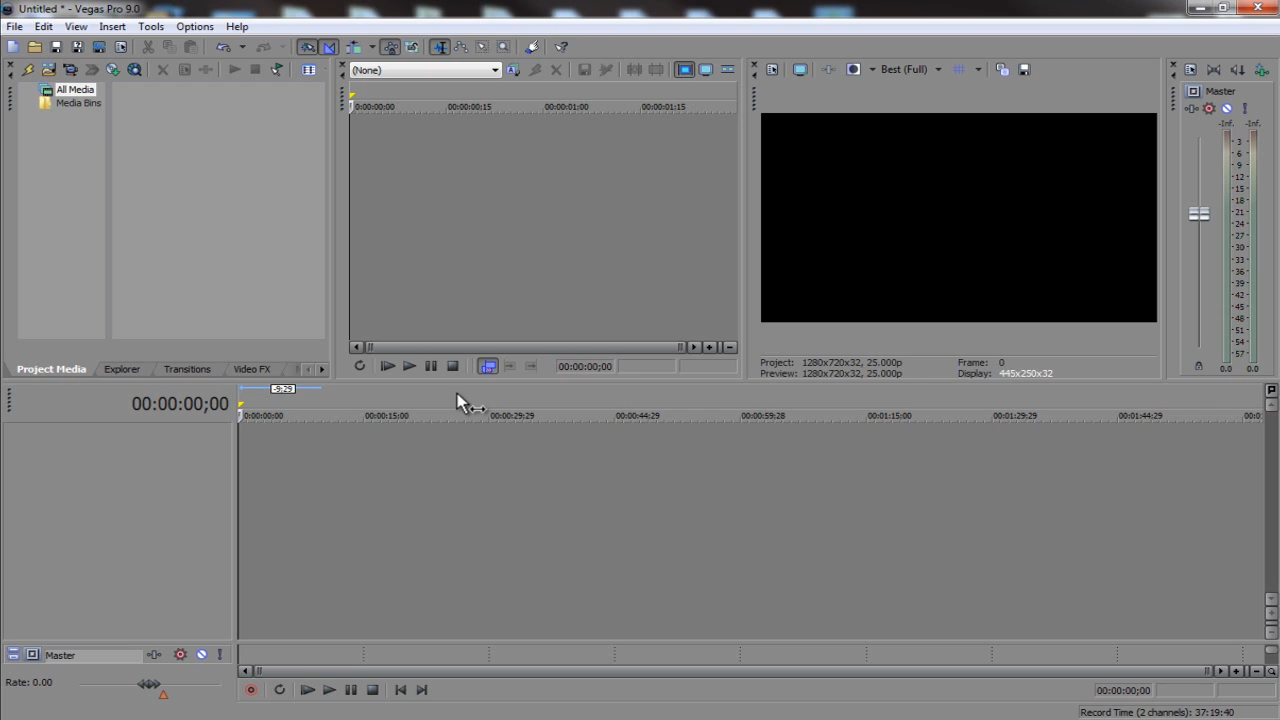 Untitled * - Vegas Pro 9.0
File Edit View Insert Tools Options Help
(None)
Best (Full)
All Media
Media Bins
Master
0:00:00:00 00:00:00:15 00:00:01:00 00:00:01:15
-Inf. -Inf.
3
6
9
12
15
18
21
24
27
30
33
36
39
42
45
48
51
54
57
0.0 0.0
Project Media Explorer Transitions Video FX
00:00:00;00
Project: 1280x720x32, 25.000p Frame: 0
Preview: 1280x720x32, 25.000p Display: 445x250x32
-9;29
00:00:00;00
0:00:00:00 00:00:15:00 00:00:29:29 00:00:44:29 00:00:59:28 00:01:15:00 00:01:29:29 00:01:44:29
Master
Rate: 0.00
00:00:00;00
Record Time (2 channels): 37:19:40